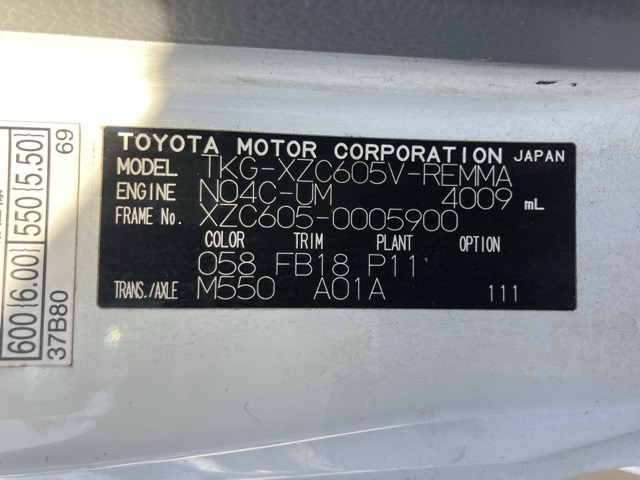 TOYOTA MOTOR CORPORATION JAPAN
MODEL TKG-XZC605V-REMMA
ENGINE N04C-UM 4009 mL
FRAME No. XZC605-0005900
COLOR TRIM PLANT OPTION
058 FB18 P11
TRANS./AXLE M550 A01A 111
600{6.00} 550{5.50}
37B80 69